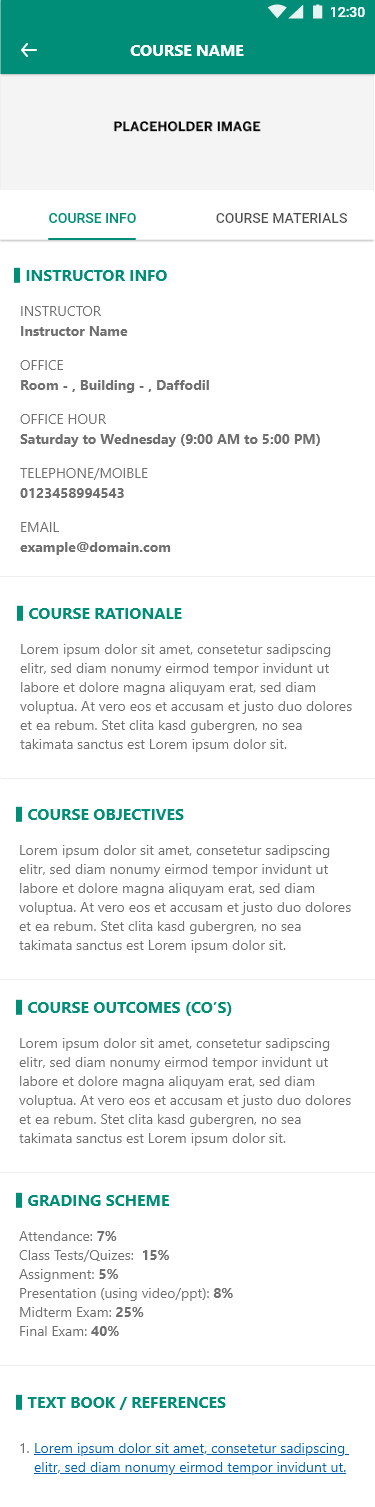 12:30
COURSE NAME
PLACEHOLDER IMAGE
COURSE INFO COURSE MATERIALS
INSTRUCTOR INFO
INSTRUCTOR
Instructor Name
OFFICE
Room - , Building - , Daffodil
OFFICE HOUR
Saturday to Wednesday (9:00 AM to 5:00 PM)
TELEPHONE/MOIBLE
0123458994543
EMAIL
example@domain.com
COURSE RATIONALE
Lorem ipsum dolor sit amet, consetetur sadipscing
elitr, sed diam nonumy eirmod tempor invidunt ut
labore et dolore magna aliquyam erat, sed diam
voluptua. At vero eos et accusam et justo duo dolores
et ea rebum. Stet clita kasd gubergren, no sea
takimata sanctus est Lorem ipsum dolor sit.
COURSE OBJECTIVES
Lorem ipsum dolor sit amet, consetetur sadipscing
elitr, sed diam nonumy eirmod tempor invidunt ut
labore et dolore magna aliquyam erat, sed diam
voluptua. At vero eos et accusam et justo duo dolores
et ea rebum. Stet clita kasd gubergren, no sea
takimata sanctus est Lorem ipsum dolor sit.
COURSE OUTCOMES (CO'S)
Lorem ipsum dolor sit amet, consetetur sadipscing
elitr, sed diam nonumy eirmod tempor invidunt ut
labore et dolore magna aliquyam erat, sed diam
voluptua. At vero eos et accusam et justo duo dolores
et ea rebum. Stet clita kasd gubergren, no sea
takimata sanctus est Lorem ipsum dolor sit.
GRADING SCHEME
Attendance: 7%
Class Tests/Quizes: 15%
Assignment: 5%
Presentation (using video/ppt): 8%
Midterm Exam: 25%
Final Exam: 40%
TEXT BOOK / REFERENCES
1. Lorem ipsum dolor sit amet, consetetur sadipscing
elitr, sed diam nonumy eirmod tempor invidunt ut.